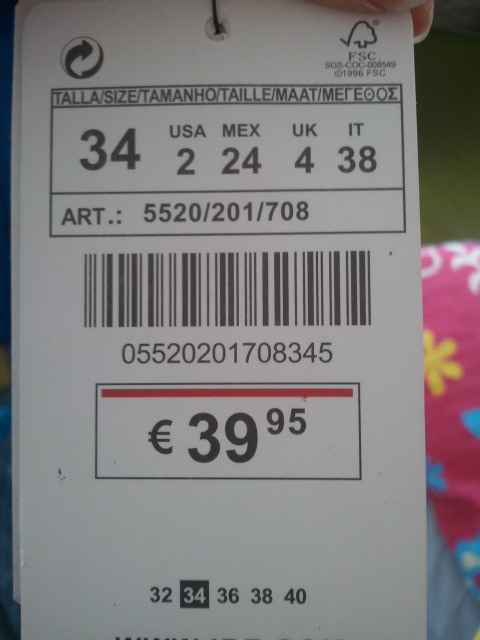 FSC
SGS-COC-008549
©1996 FSC
TALLA/SIZE/TAMANHO/TAILLE/MAAT/ΜΕΓΕΘΟΣ
34
USA MEX UK IT
2 24 4 38
ART.: 5520/201/708
05520201708345
€ 39 95
32 34 36 38 40